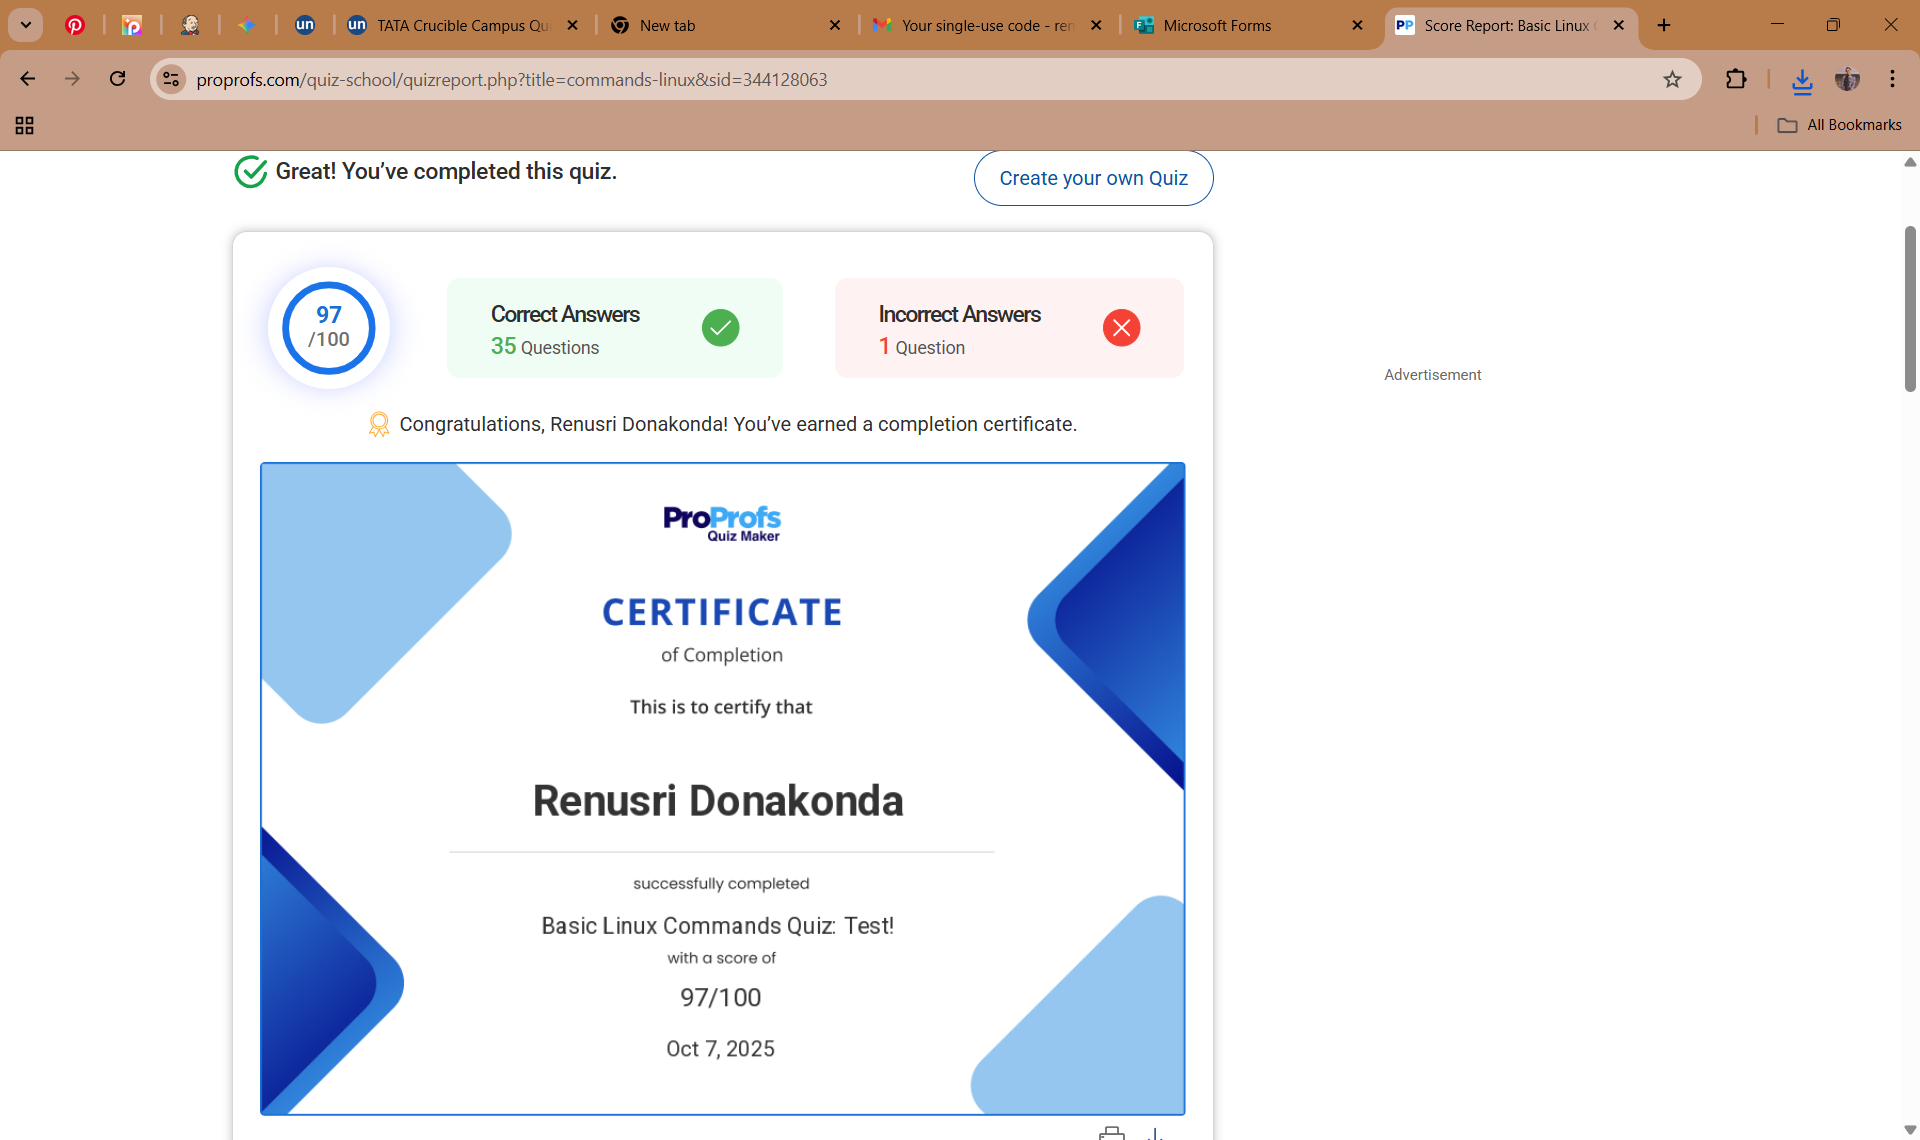 un
TATA Crucible Campus Qu
New tab
Your single-use code - ren
Microsoft Forms
PP
Score Report: Basic Linux C
proprofs.com/quiz-school/quizreport.php?title=commands-linux&sid=344128063
All Bookmarks
Great! You’ve completed this quiz.
Create your own Quiz
97
/100
Correct Answers
35 Questions
Incorrect Answers
1 Question
Advertisement
Congratulations, Renusri Donakonda! You’ve earned a completion certificate.
ProProfs
Quiz Maker
CERTIFICATE
of Completion
This is to certify that
Renusri Donakonda
successfully completed
Basic Linux Commands Quiz: Test!
with a score of
97/100
Oct 7, 2025